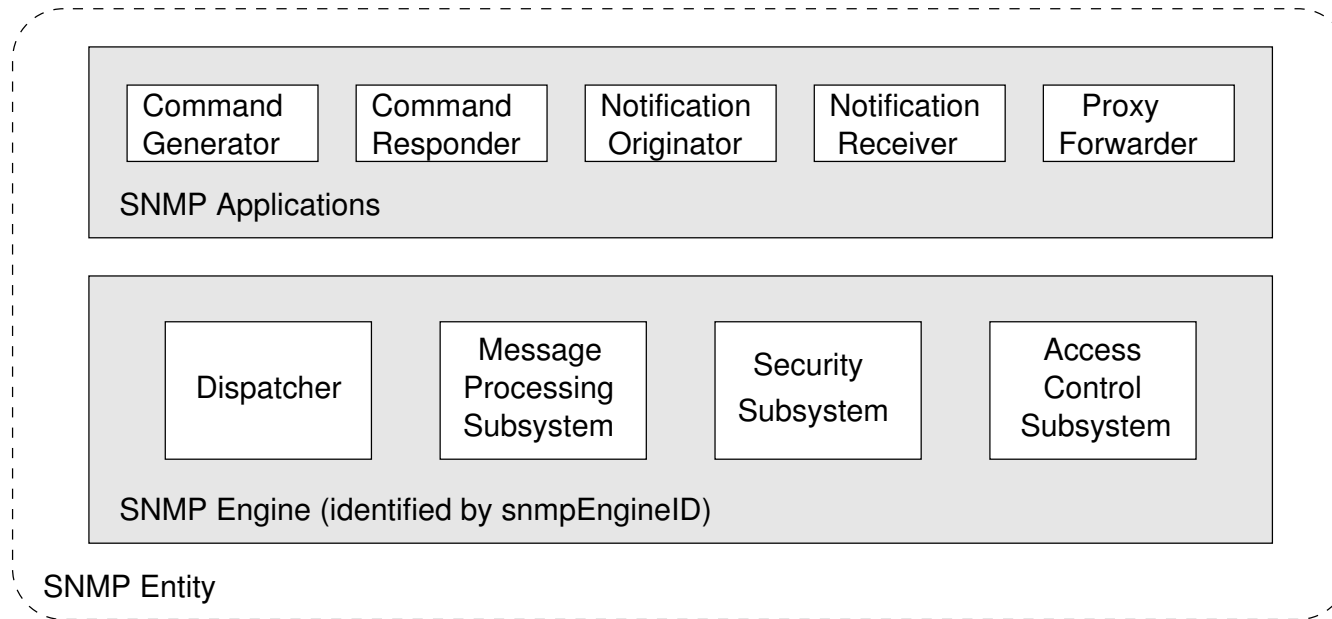 Command
Generator
Command
Responder
Notification
Originator
Notification
Receiver
Proxy
Forwarder
SNMP Applications
Dispatcher
Message
Processing
Subsystem
Security
Subsystem
Access
Control
Subsystem
SNMP Engine (identified by snmpEngineID)
SNMP Entity